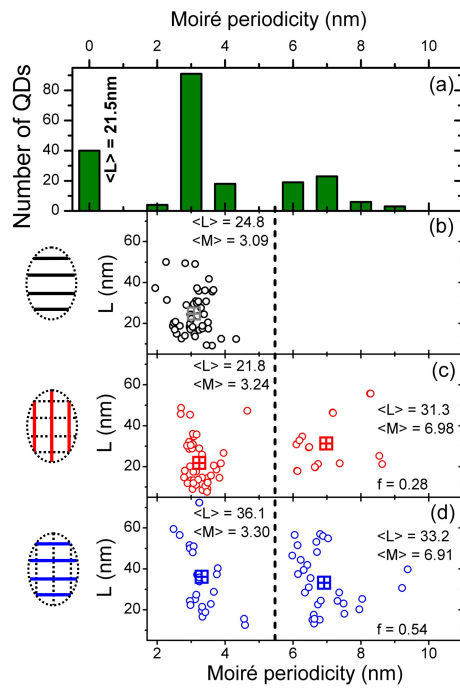 Moiré periodicity (nm)
0 2 4 6 8 10
Number of QDs
80
60
40
20
0
<L> = 21.5nm
(a)
L (nm)
60
40
20
<L> = 24.8
<M> = 3.09
(b)
L (nm)
60
40
20
<L> = 21.8
<M> = 3.24
(c)
<L> = 31.3
<M> = 6.98
f = 0.28
L (nm)
60
40
20
<L> = 36.1
<M> = 3.30
(d)
<L> = 33.2
<M> = 6.91
f = 0.54
2 4 6 8 10
Moiré periodicity (nm)